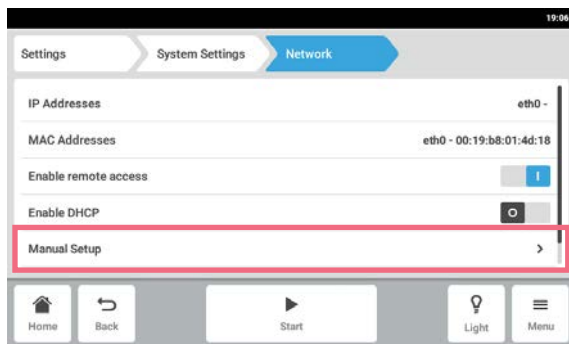 19:06
Settings System Settings Network
IP Addresses eth0 -
MAC Addresses eth0 - 00:19:b8:01:4d:18
Enable remote access I
Enable DHCP O
Manual Setup >
Home Back Start Light Menu